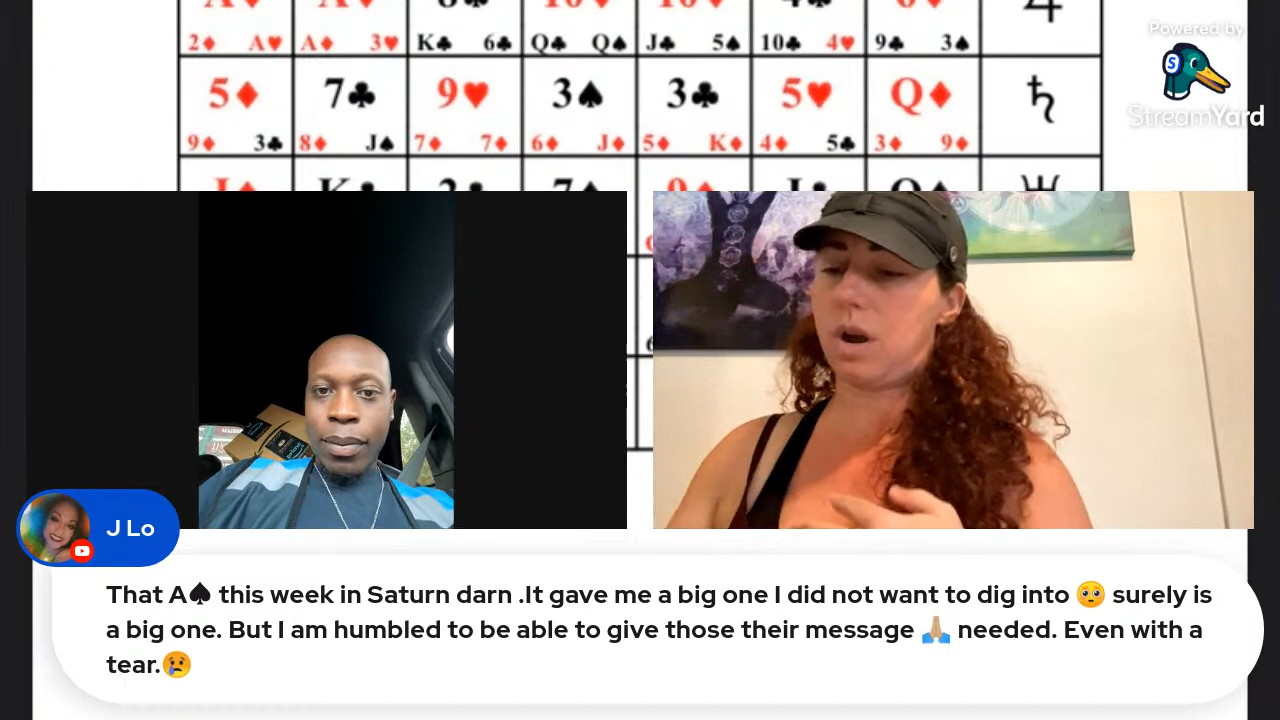 Powered by
2♦ A♥ A♦ 3♥ K♣ 6♣ Q♣ Q♠ J♣ 5♠ 10♣ 4♥ 9♣ 3♠
S
StreamYard
5♦ 7♣ 9♥ 3♠ 3♣ 5♥ Q♦ ♄
9♦ 3♣ 8♦ J♠ 7♦ 7♦ 6♦ J♦ 5♦ K♦ 4♦ 5♣ 3♦ 9♦
J Lo
That A♠ this week in Saturn darn .It gave me a big one I did not want to dig into 🥺 surely is
a big one. But I am humbled to be able to give those their message 🙏🏼 needed. Even with a
tear.😢